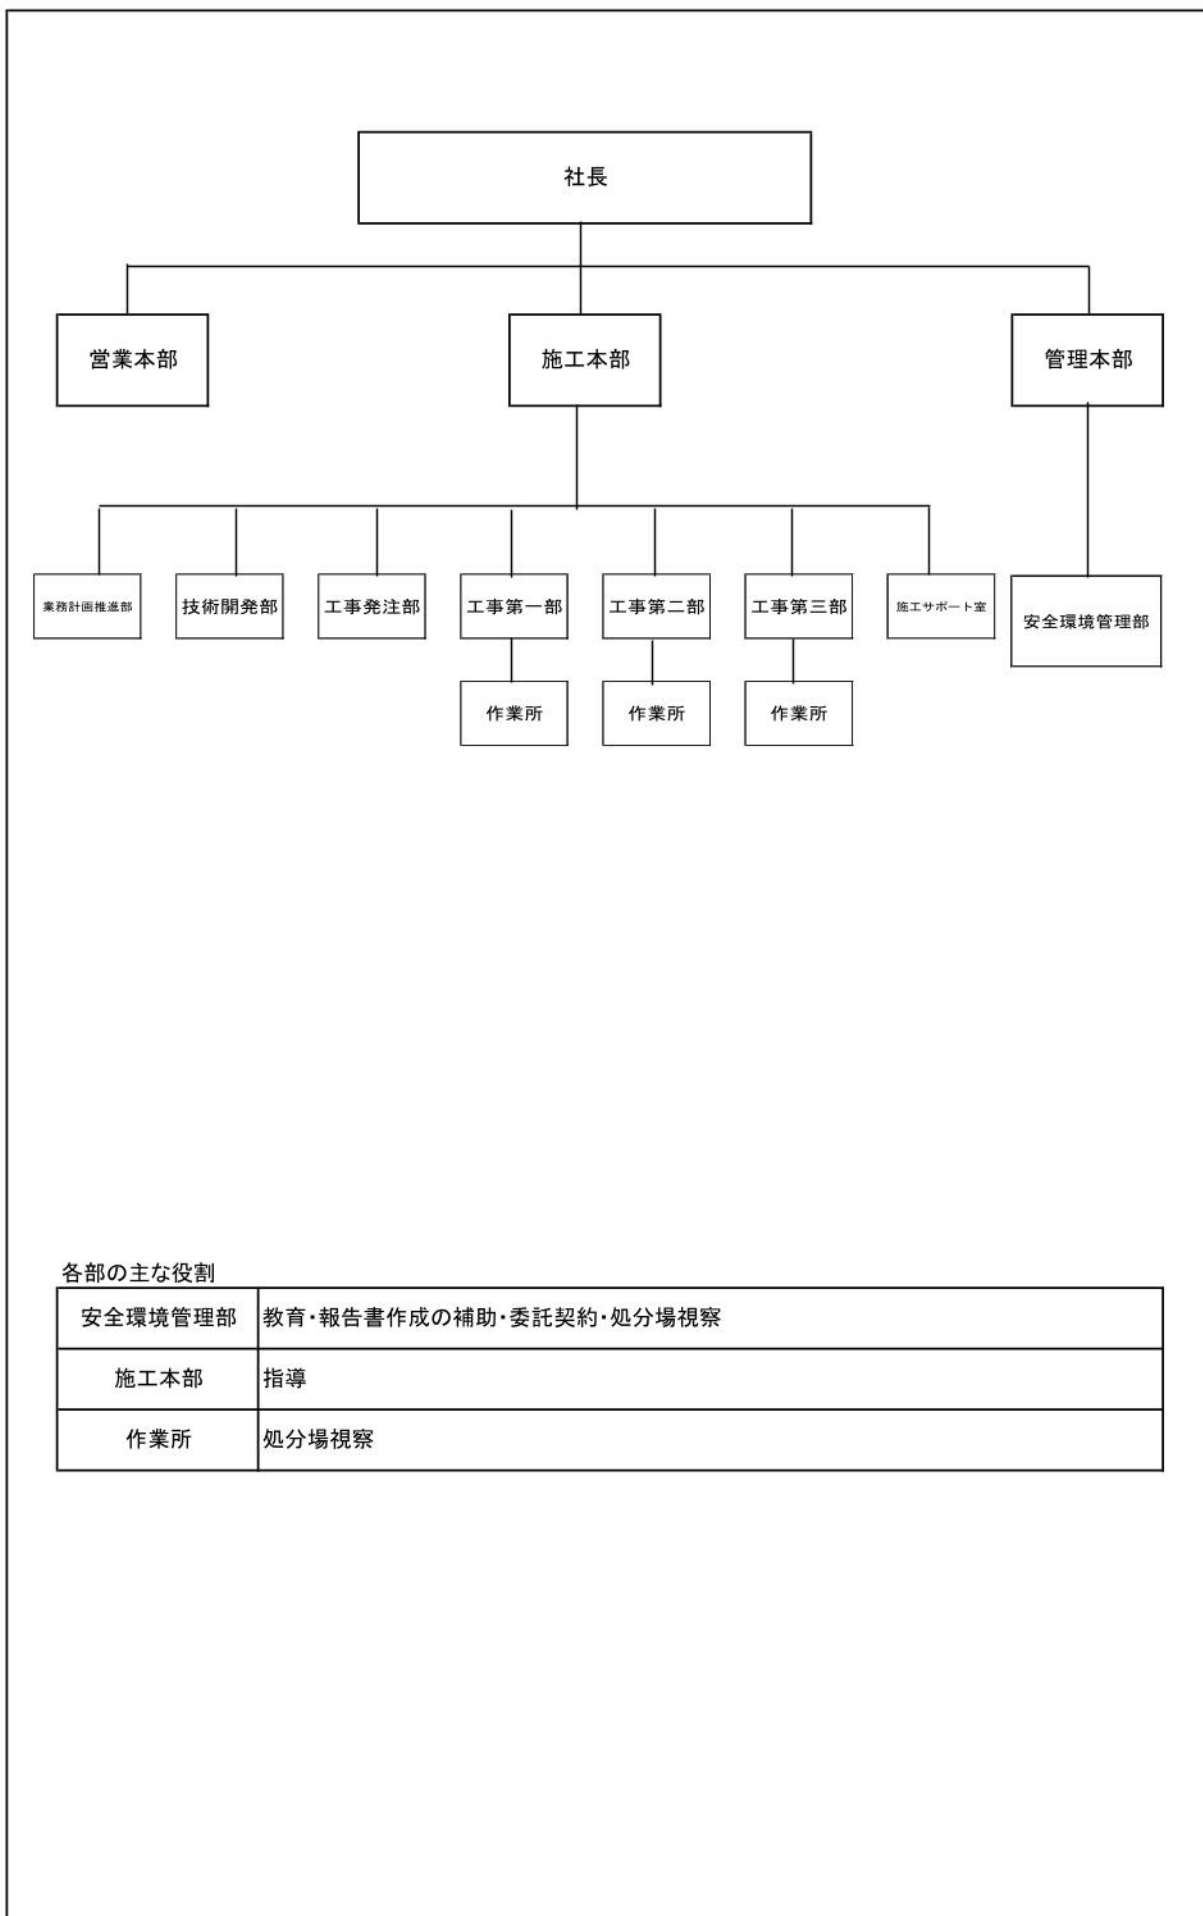 社長
営業本部
施工本部
管理本部
業務計画推進部
技術開発部
工事発注部
工事第一部
工事第二部
工事第三部
施工サポート室
安全環境管理部
作業所
作業所
作業所
各部の主な役割
安全環境管理部 教育・報告書作成の補助・委託契約・処分場視察
施工本部 指導
作業所 処分場視察